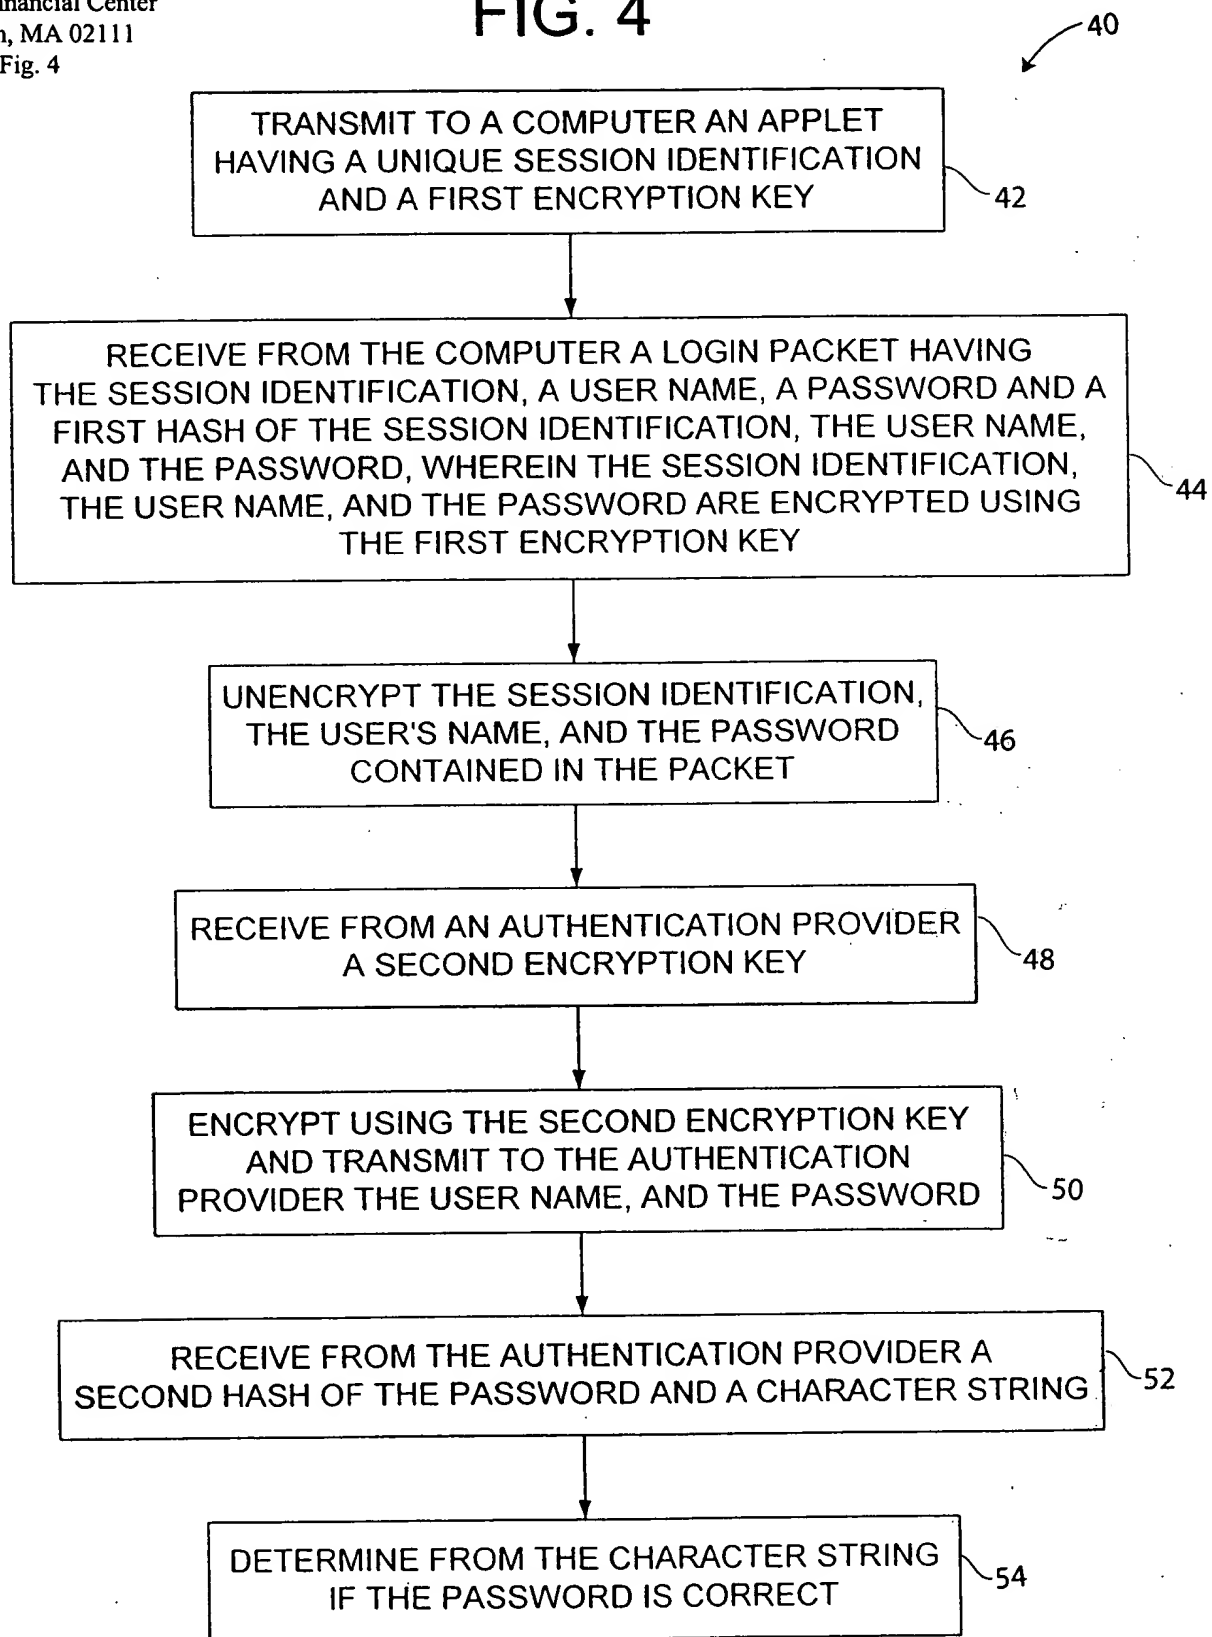 Financial Center
MA 02111
Fig. 4
FIG. 4
40
TRANSMIT TO A COMPUTER AN APPLET
HAVING A UNIQUE SESSION IDENTIFICATION
AND A FIRST ENCRYPTION KEY
42
RECEIVE FROM THE COMPUTER A LOGIN PACKET HAVING
THE SESSION IDENTIFICATION, A USER NAME, A PASSWORD AND A
FIRST HASH OF THE SESSION IDENTIFICATION, THE USER NAME,
AND THE PASSWORD, WHEREIN THE SESSION IDENTIFICATION,
THE USER NAME, AND THE PASSWORD ARE ENCRYPTED USING
THE FIRST ENCRYPTION KEY
44
UNENCRYPT THE SESSION IDENTIFICATION,
THE USER'S NAME, AND THE PASSWORD
CONTAINED IN THE PACKET
46
RECEIVE FROM AN AUTHENTICATION PROVIDER
A SECOND ENCRYPTION KEY
48
ENCRYPT USING THE SECOND ENCRYPTION KEY
AND TRANSMIT TO THE AUTHENTICATION
PROVIDER THE USER NAME, AND THE PASSWORD
50
RECEIVE FROM THE AUTHENTICATION PROVIDER A
SECOND HASH OF THE PASSWORD AND A CHARACTER STRING
52
DETERMINE FROM THE CHARACTER STRING
IF THE PASSWORD IS CORRECT
54